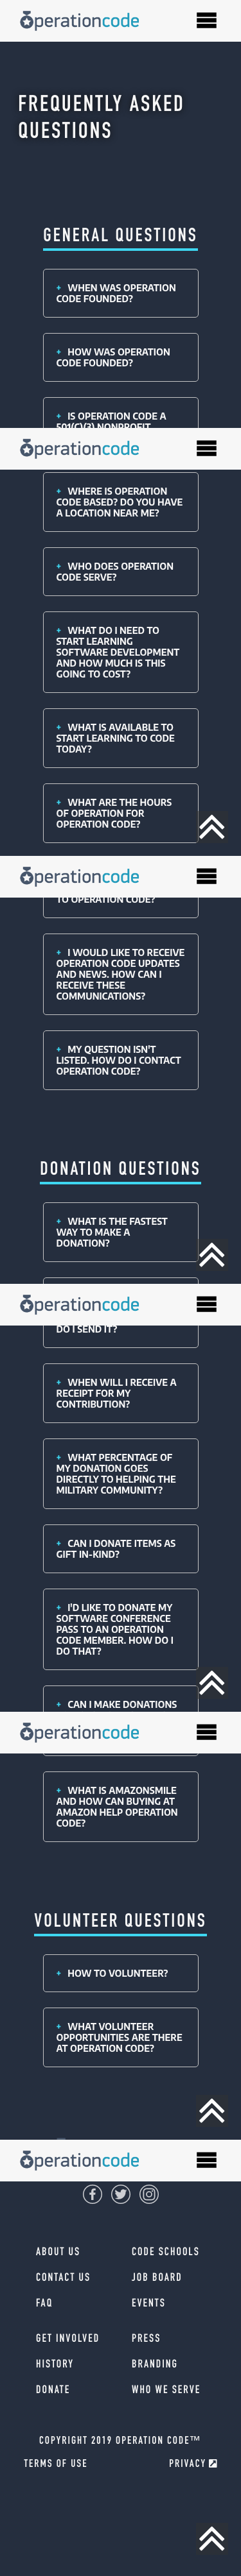 Operationcode
FREQUENTLY ASKED
QUESTIONS
GENERAL QUESTIONS
+ WHEN WAS OPERATION
CODE FOUNDED?
+ HOW WAS OPERATION
CODE FOUNDED?
+ IS OPERATION CODE A
501(C)(3) NONPROFIT
Operationcode
+ WHERE IS OPERATION
CODE BASED? DO YOU HAVE
A LOCATION NEAR ME?
+ WHO DOES OPERATION
CODE SERVE?
+ WHAT DO I NEED TO
START LEARNING
SOFTWARE DEVELOPMENT
AND HOW MUCH IS THIS
GOING TO COST?
+ WHAT IS AVAILABLE TO
START LEARNING TO CODE
TODAY?
+ WHAT ARE THE HOURS
OF OPERATION FOR
OPERATION CODE?
Operationcode
TO OPERATION CODE?
+ I WOULD LIKE TO RECEIVE
OPERATION CODE UPDATES
AND NEWS. HOW CAN I
RECEIVE THESE
COMMUNICATIONS?
+ MY QUESTION ISN'T
LISTED. HOW DO I CONTACT
OPERATION CODE?
DONATION QUESTIONS
+ WHAT IS THE FASTEST
WAY TO MAKE A
DONATION?
Operationcode
DO I SEND IT?
+ WHEN WILL I RECEIVE A
RECEIPT FOR MY
CONTRIBUTION?
+ WHAT PERCENTAGE OF
MY DONATION GOES
DIRECTLY TO HELPING THE
MILITARY COMMUNITY?
+ CAN I DONATE ITEMS AS
GIFT IN-KIND?
+ I'D LIKE TO DONATE MY
SOFTWARE CONFERENCE
PASS TO AN OPERATION
CODE MEMBER. HOW DO I
DO THAT?
+ CAN I MAKE DONATIONS
Operationcode
+ WHAT IS AMAZONSMILE
AND HOW CAN BUYING AT
AMAZON HELP OPERATION
CODE?
VOLUNTEER QUESTIONS
+ HOW TO VOLUNTEER?
+ WHAT VOLUNTEER
OPPORTUNITIES ARE THERE
AT OPERATION CODE?
Operationcode
ABOUT US CODE SCHOOLS
CONTACT US JOB BOARD
FAQ EVENTS
GET INVOLVED PRESS
HISTORY BRANDING
DONATE WHO WE SERVE
COPYRIGHT 2019 OPERATION CODE™
TERMS OF USE PRIVACY